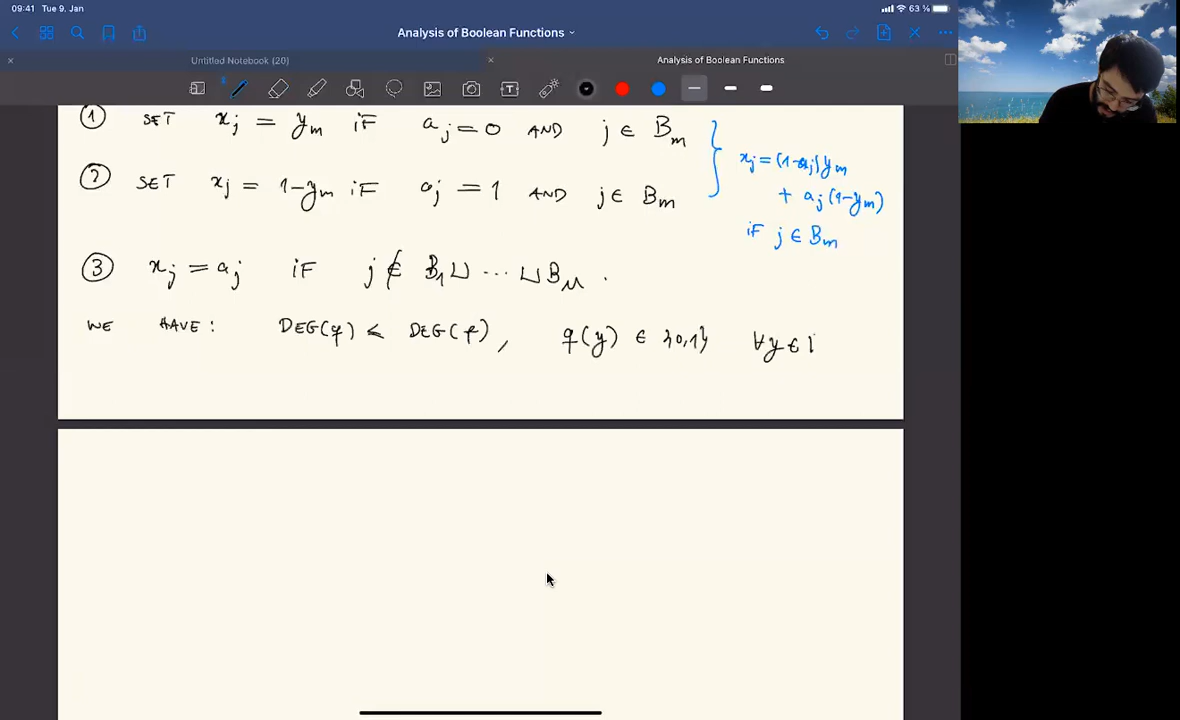 09:41 Tue 9. Jan
63 %
Analysis of Boolean Functions
Untitled Notebook (20)
Analysis of Boolean Functions
① SET x_j = y_m iF a_j = 0 AND j ∈ B_m
② SET x_j = 1-y_m iF a_j = 1 AND j ∈ B_m
x_j = (1-a_j) y_m
+ a_j (1-y_m)
iF j ∈ B_m
③ x_j = a_j iF j ∉ B_1 ⊔ ... ⊔ B_M .
WE HAVE: DEG(q) ≤ DEG(p), q(y) ∈ {0,1} ∀y ∈